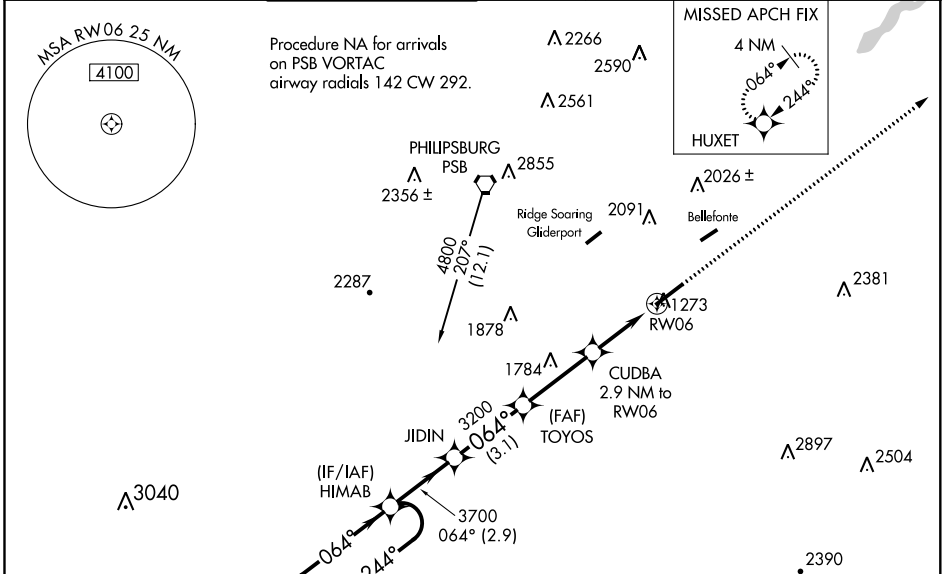 MSA RW06 25 NM
4100
Procedure NA for arrivals
on PSB VORTAC
airway radials 142 CW 292.
2266
2590
2561
MISSED APCH FIX
4 NM
064°
244°
HUXET
PHILIPSBURG
PSB
2855
2356 ±
2026 ±
2091
Ridge Soaring
Gliderport
Bellefonte
4800
207°
(12.1)
2287
2381
1878
1273
RW06
1784
CUDBA
2.9 NM to
RW06
3200
064°
(3.1)
(FAF)
TOYOS
JIDIN
2897
2504
(IF/IAF)
HIMAB
3040
3700
064° (2.9)
064°
244°
2390